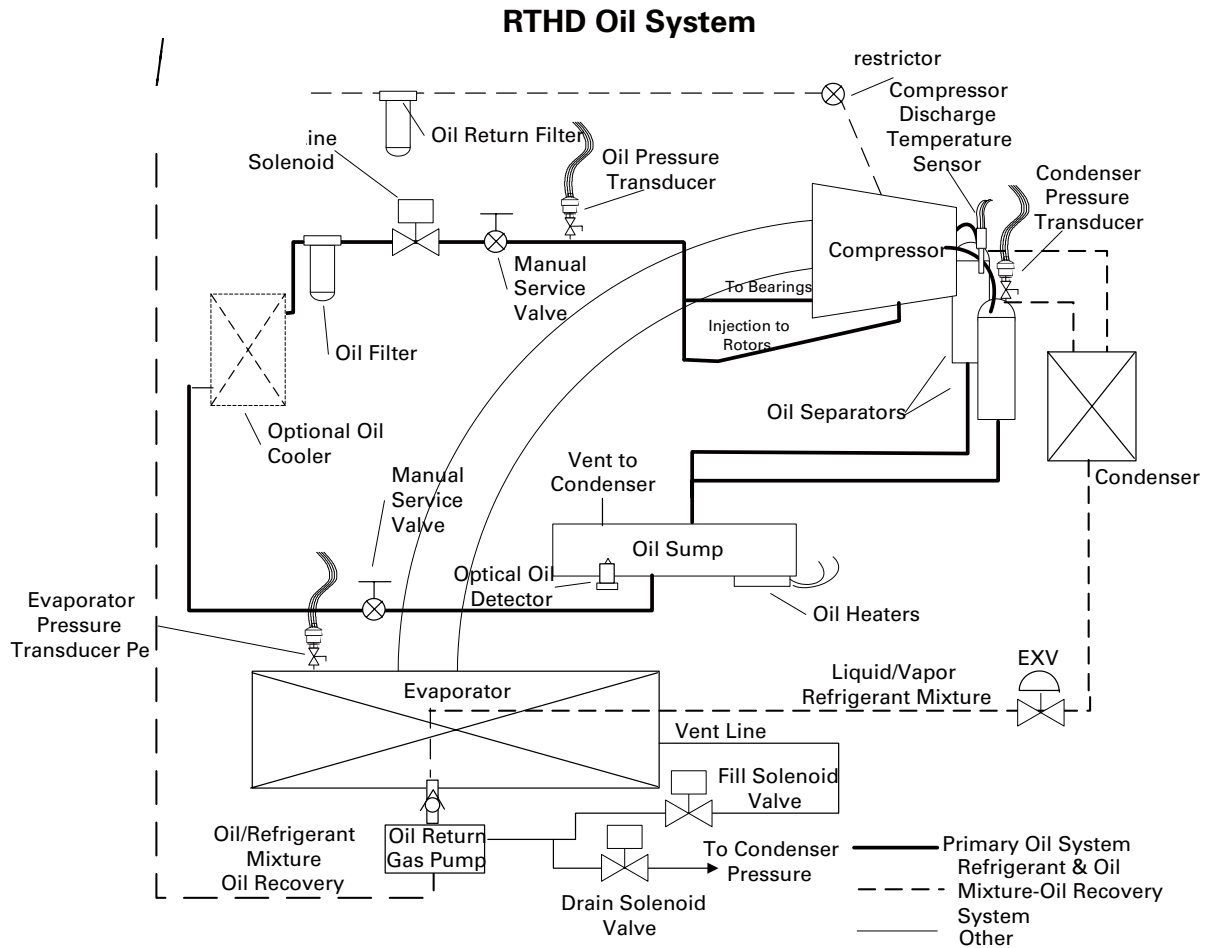 RTHD Oil System
restrictor
Compressor
Discharge
Temperature
Sensor
Oil Return Filter
ine
Solenoid
Oil Pressure
Transducer
Condenser
Pressure
Transducer
Compressor
Manual
Service
Valve
To Bearings
Injection to
Rotors
Oil Filter
Oil Separators
Optional Oil
Cooler
Vent to
Condenser
Condenser
Manual
Service
Valve
Oil Sump
Optical Oil
Detector
Oil Heaters
Evaporator
Pressure
Transducer Pe
EXV
Liquid/Vapor
Refrigerant Mixture
Evaporator
Vent Line
Fill Solenoid
Valve
Oil/Refrigerant
Mixture
Oil Recovery
Oil Return
Gas Pump
To Condenser
Pressure
Drain Solenoid
Valve
Primary Oil System
Refrigerant & Oil
Mixture-Oil Recovery
System
Other